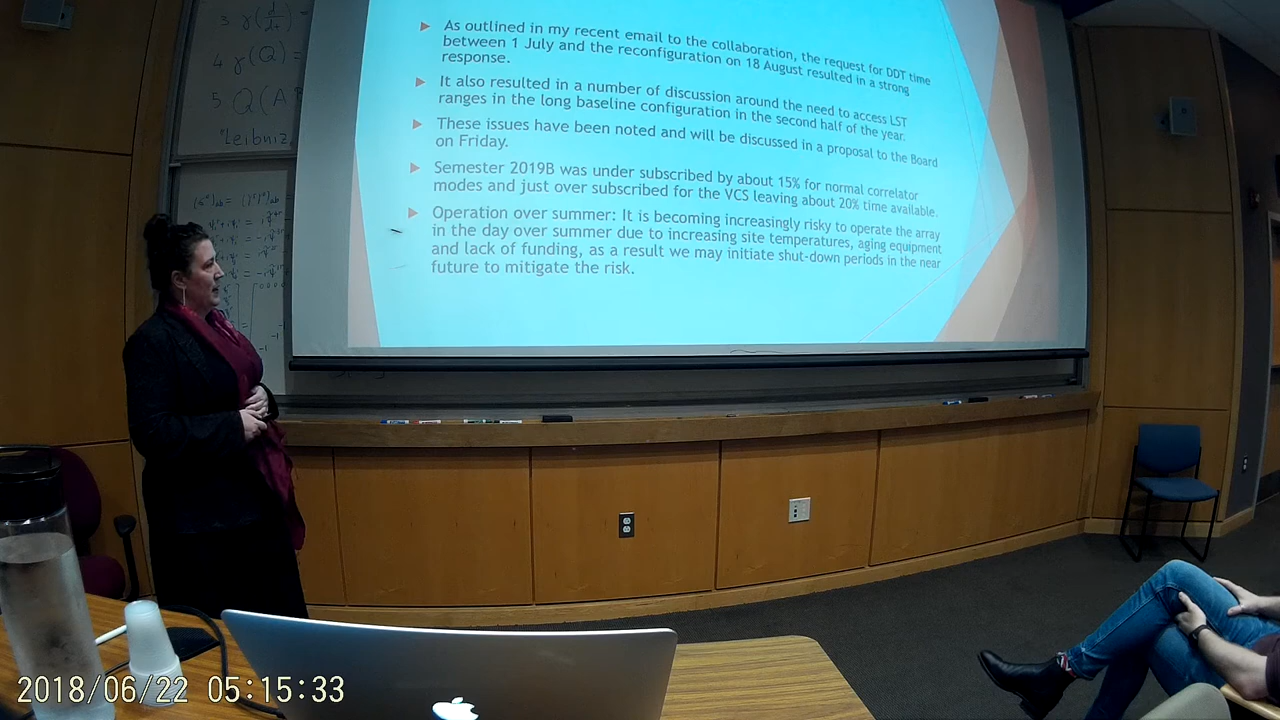 3 γ(d/dt)
4 γ(Q) =
5 Q(A
"Leibniz
As outlined in my recent email to the collaboration, the request for DDT time
between 1 July and the reconfiguration on 18 August resulted in a strong
response.
It also resulted in a number of discussion around the need to access LST
ranges in the long baseline configuration in the second half of the year.
These issues have been noted and will be discussed in a proposal to the Board
on Friday.
Semester 2019B was under subscribed by about 15% for normal correlator
modes and just over subscribed for the VCS leaving about 20% time available.
Operation over summer: It is becoming increasingly risky to operate the array
in the day over summer due to increasing site temperatures, aging equipment
and lack of funding, as a result we may initiate shut-down periods in the near
future to mitigate the risk.
2018/06/22 05:15:33